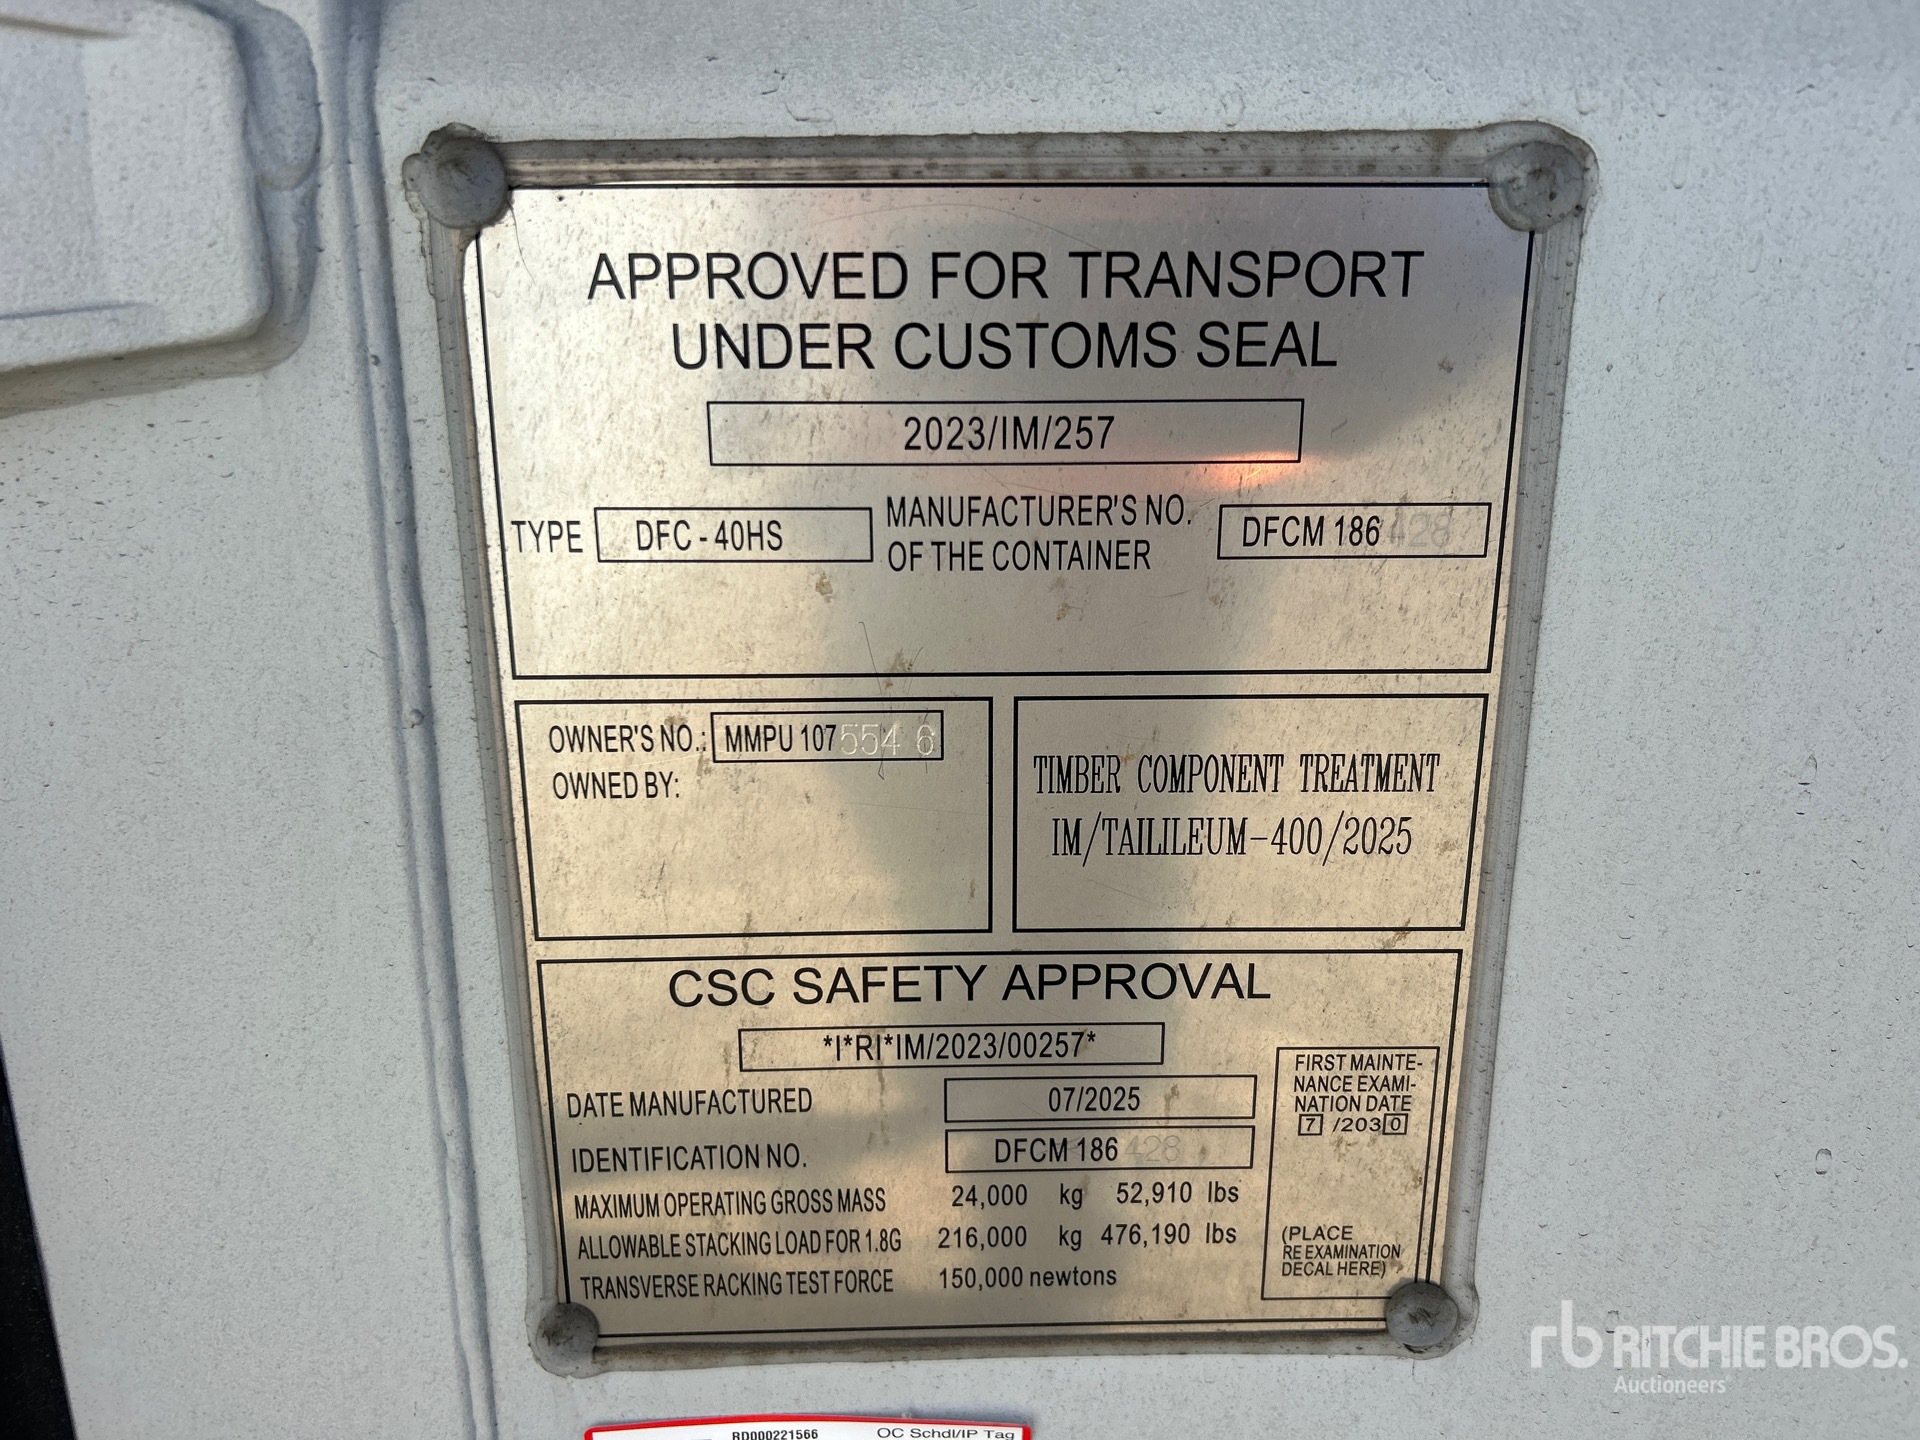 APPROVED FOR TRANSPORT
UNDER CUSTOMS SEAL
2023/IM/257
TYPE DFC-40HS
MANUFACTURER'S NO.
OF THE CONTAINER
DFCM 186428
OWNER'S NO.: MMPU 107554 6
OWNED BY:
TIMBER COMPONENT TREATMENT
IM/TAILILEUM-400/2025
CSC SAFETY APPROVAL
*I*RI*IM/2023/00257*
DATE MANUFACTURED 07/2025
IDENTIFICATION NO. DFCM 186428
MAXIMUM OPERATING GROSS MASS 24,000 kg 52,910 lbs
ALLOWABLE STACKING LOAD FOR 1.8G 216,000 kg 476,190 lbs
TRANSVERSE RACKING TEST FORCE 150,000 newtons
FIRST MAINTE-
NANCE EXAMI-
NATION DATE
7 /2030
(PLACE
RE EXAMINATION
DECAL HERE)
RD000221566 OC Schdl/IP Tag
rb RITCHIE BROS.
Auctioneers